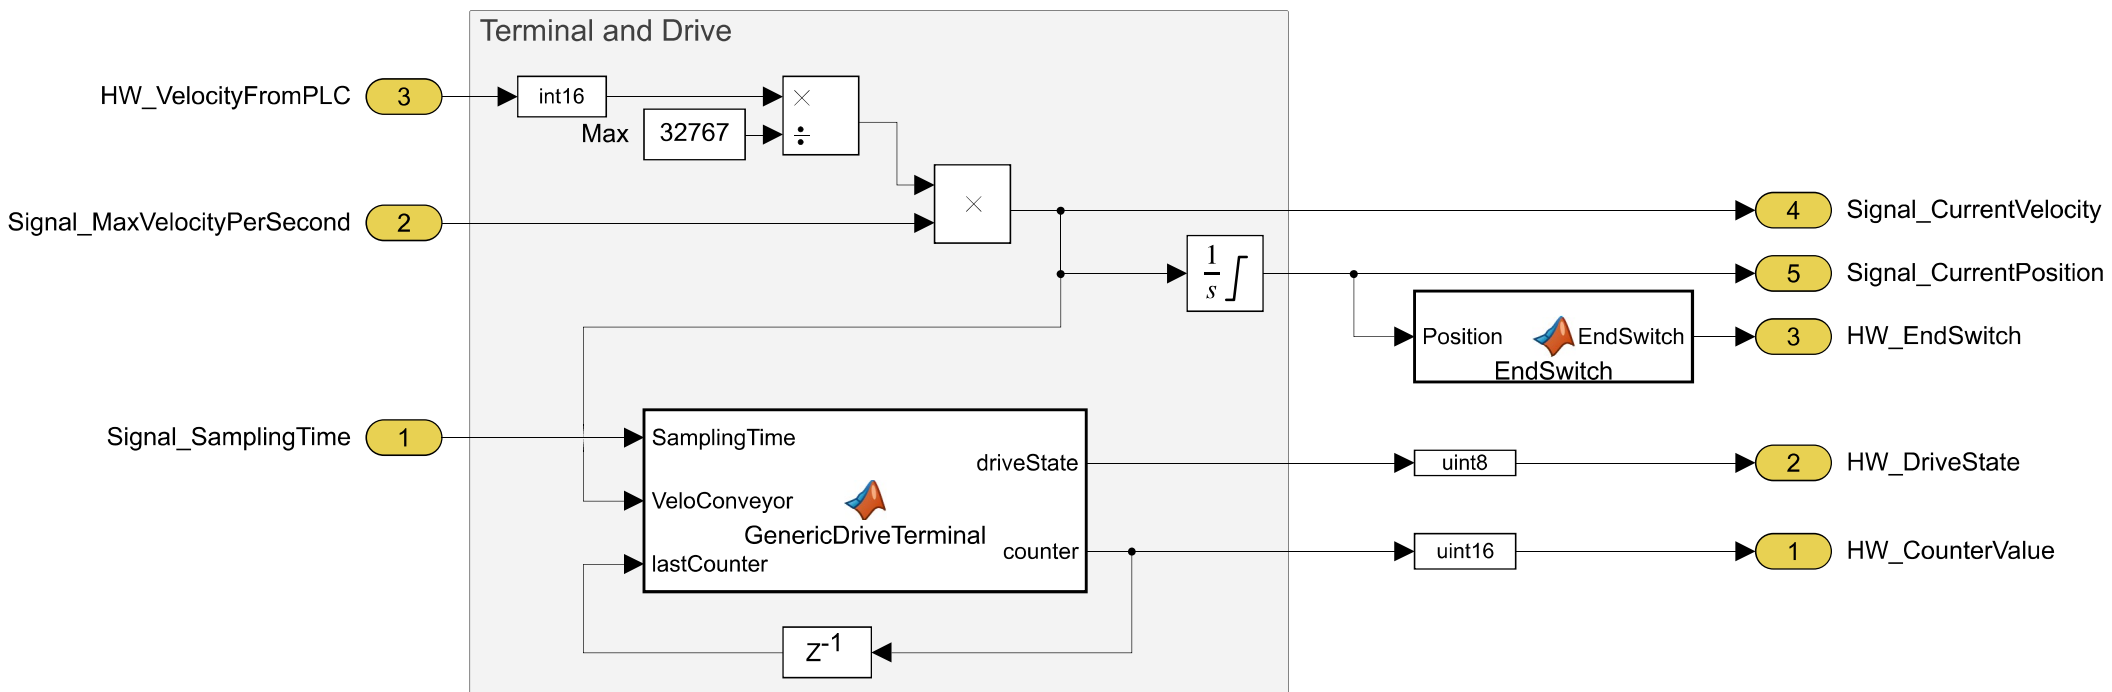 Terminal and Drive
HW_VelocityFromPLC
3
int16
×
÷
Max
32767
Signal_MaxVelocityPerSecond
2
×
4
Signal_CurrentVelocity
1
s
5
Signal_CurrentPosition
Position
EndSwitch
EndSwitch
3
HW_EndSwitch
Signal_SamplingTime
1
SamplingTime
VeloConveyor
lastCounter
GenericDriveTerminal
driveState
counter
uint8
2
HW_DriveState
uint16
1
HW_CounterValue
Z-1